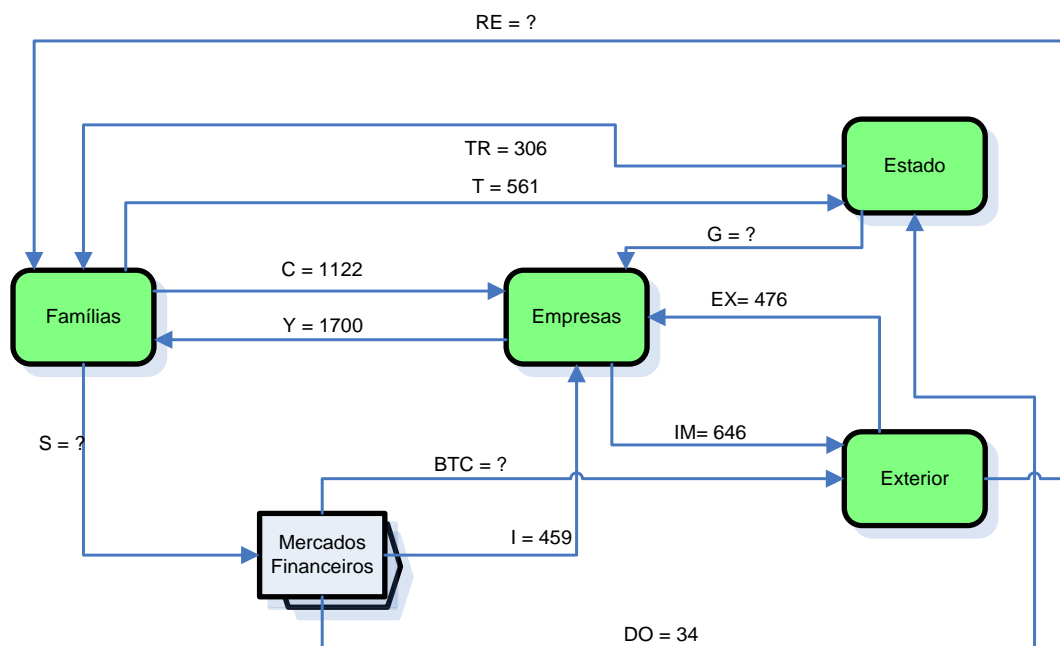 RE = ?
TR = 306
Estado
T = 561
G = ?
C = 1122
Famílias
Empresas
EX= 476
Y = 1700
S = ?
IM= 646
BTC = ?
Exterior
Mercados
Financeiros
I = 459
DO = 34